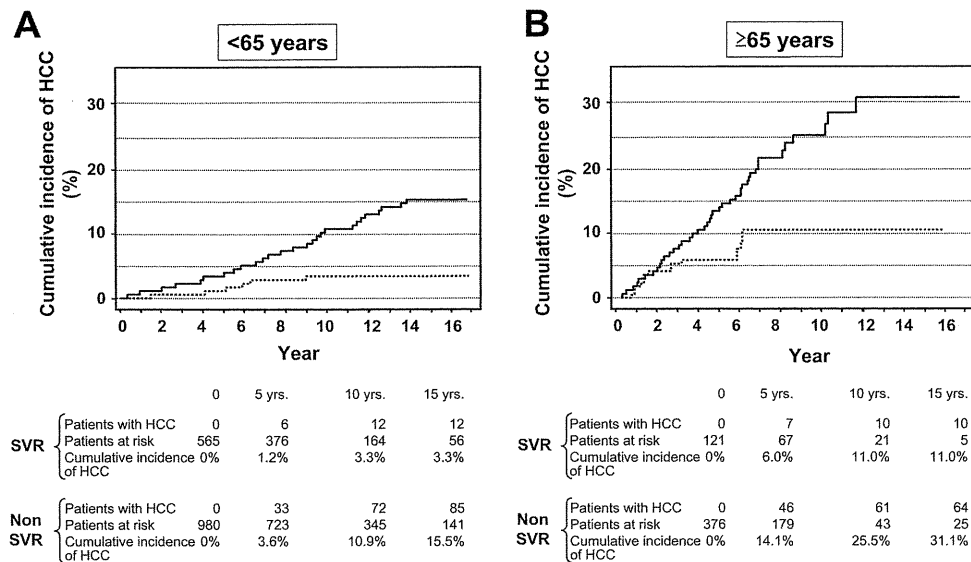 A
<65 years
Cumulative incidence of HCC
(%)
30
20
10
0
0 2 4 6 8 10 12 14 16
Year
0 5 yrs. 10 yrs. 15 yrs.
SVR
Patients with HCC 0 6 12 12
Patients at risk 565 376 164 56
Cumulative incidence 0% 1.2% 3.3% 3.3%
of HCC
Non
SVR
Patients with HCC 0 33 72 85
Patients at risk 980 723 345 141
Cumulative incidence 0% 3.6% 10.9% 15.5%
of HCC
B
≥65 years
Cumulative incidence of HCC
(%)
30
20
10
0
0 2 4 6 8 10 12 14 16
Year
0 5 yrs. 10 yrs. 15 yrs.
SVR
Patients with HCC 0 7 10 10
Patients at risk 121 67 21 5
Cumulative incidence 0% 6.0% 11.0% 11.0%
of HCC
Non
SVR
Patients with HCC 0 46 61 64
Patients at risk 376 179 43 25
Cumulative incidence 0% 14.1% 25.5% 31.1%
of HCC